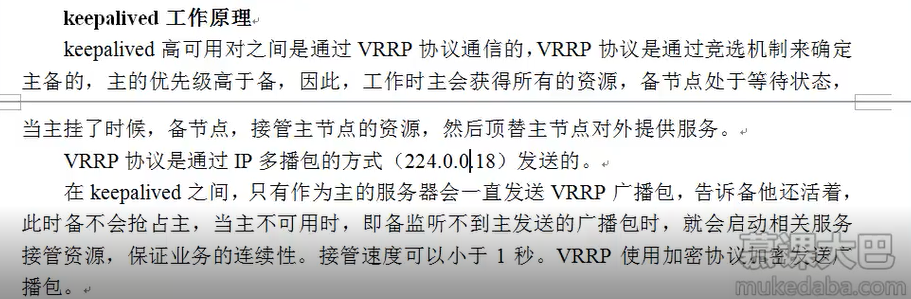 keepalived 工作原理
keepalived 高可用对之间是通过 VRRP 协议通信的，VRRP 协议是通过竞选机制来确定
主备的，主的优先级高于备，因此，工作时主会获得所有的资源，备节点处于等待状态，
当主挂了时候，备节点，接管主节点的资源，然后顶替主节点对外提供服务。
VRRP 协议是通过 IP 多播包的方式（224.0.0.18）发送的。
在 keepalived 之间，只有作为主的服务器会一直发送 VRRP 广播包，告诉备他还活着，
此时备不会抢占主，当主不可用时，即备监听不到主发送的广播包时，就会启动相关服务
接管资源，保证业务的连续性。接管速度可以小于 1 秒。VRRP 使用加密协议加密发送广
播包。
慕课大巴
mukedaba.com